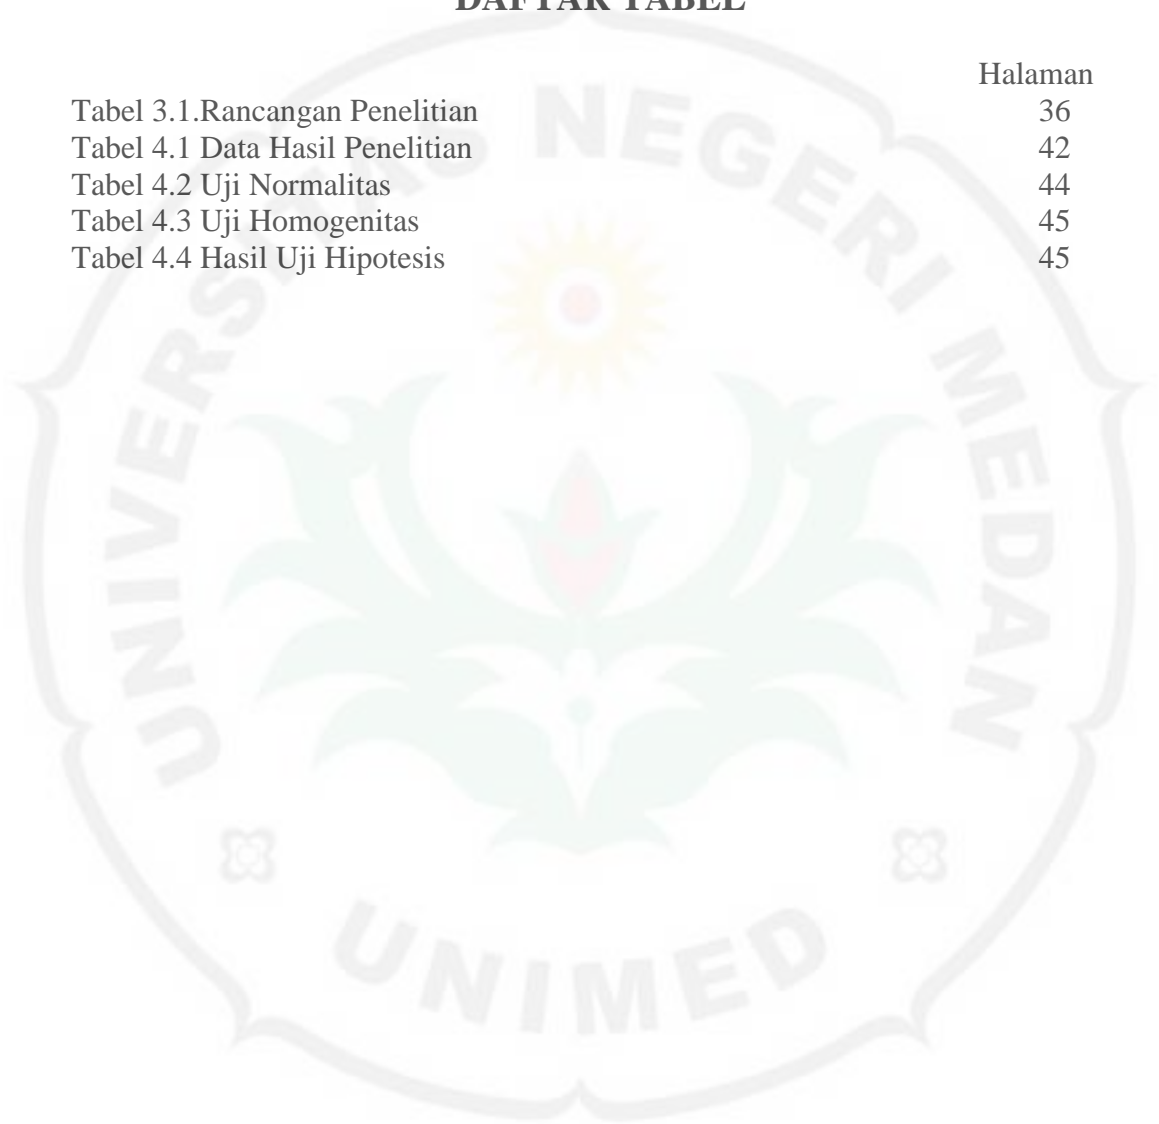 DAFTAR TABEL
Halaman
Tabel 3.1.Rancangan Penelitian 36
Tabel 4.1 Data Hasil Penelitian 42
Tabel 4.2 Uji Normalitas 44
Tabel 4.3 Uji Homogenitas 45
Tabel 4.4 Hasil Uji Hipotesis 45
UNIVERSITAS NEGERI MEDAN
UNIMED